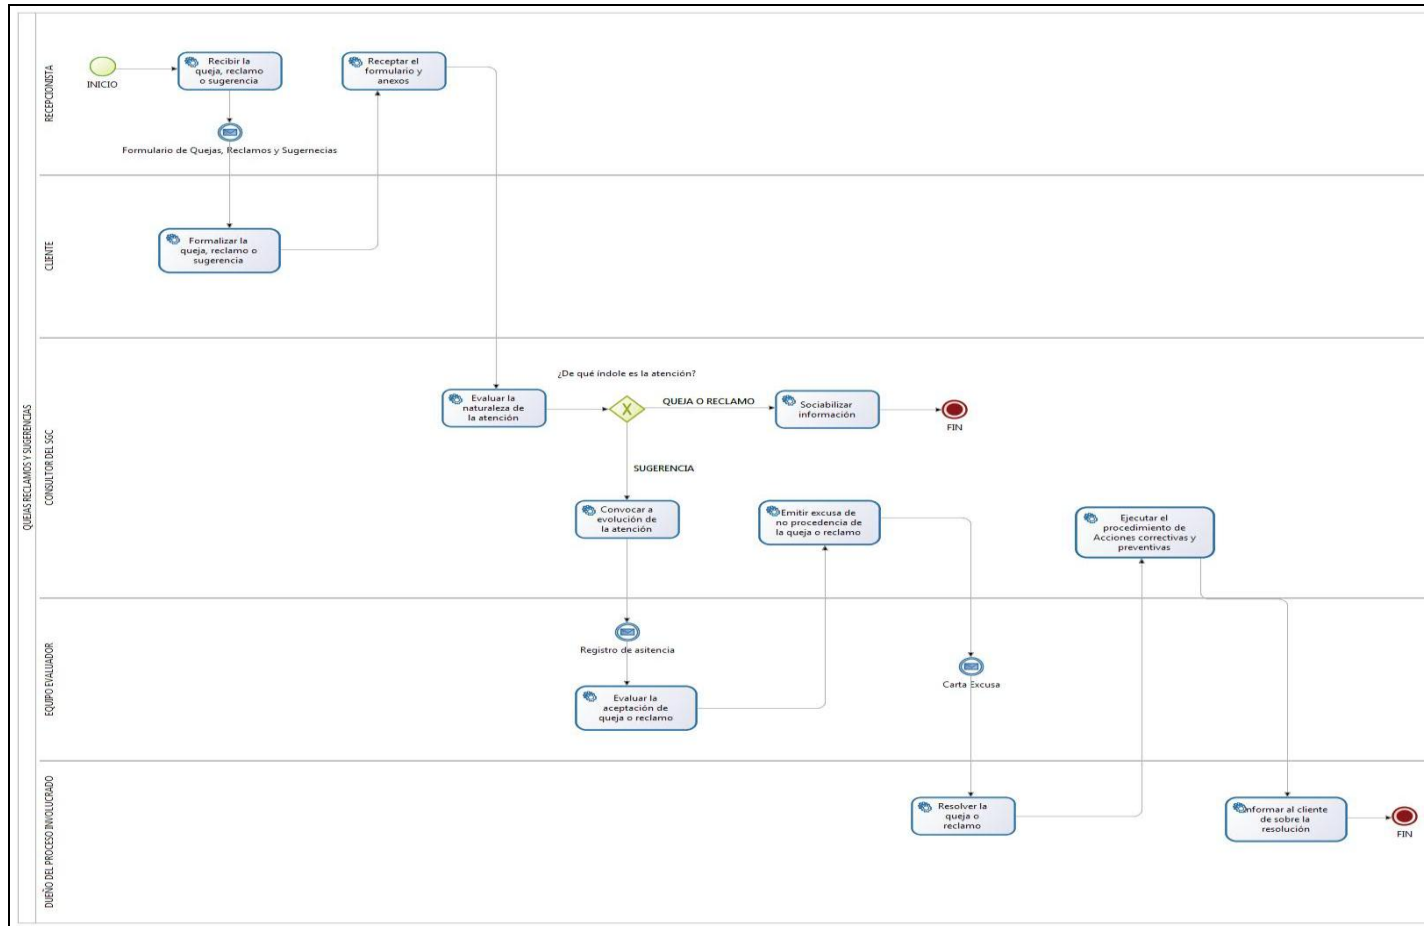 QUEJAS RECLAMOS Y SUGERENCIAS
RECEPCIONISTA
INICIO
Recibir la
queja, reclamo
o sugerencia
Formulario de Quejas, Reclamos y Sugernecias
Receptar el
formulario y
anexos
CLIENTE
Formalizar la
queja, reclamo o
sugerencia
CONSULTOR DEL SGC
Evaluar la
naturaleza de
la atención
¿De qué índole es la atención?
X
QUEJA O RECLAMO
Sociabilizar
información
FIN
SUGERENCIA
Convocar a
evolución de
la atención
Emitir excusa de
no procedencia de
la queja o reclamo
Ejecutar el
procedimiento de
Acciones correctivas y
preventivas
EQUIPO EVALUADOR
Registro de asitencia
Evaluar la
aceptación de
queja o reclamo
Carta Excusa
DUEÑO DEL PROCESO INVOLUCRADO
Resolver la
queja o
reclamo
Informar al cliente
de sobre la
resolución
FIN